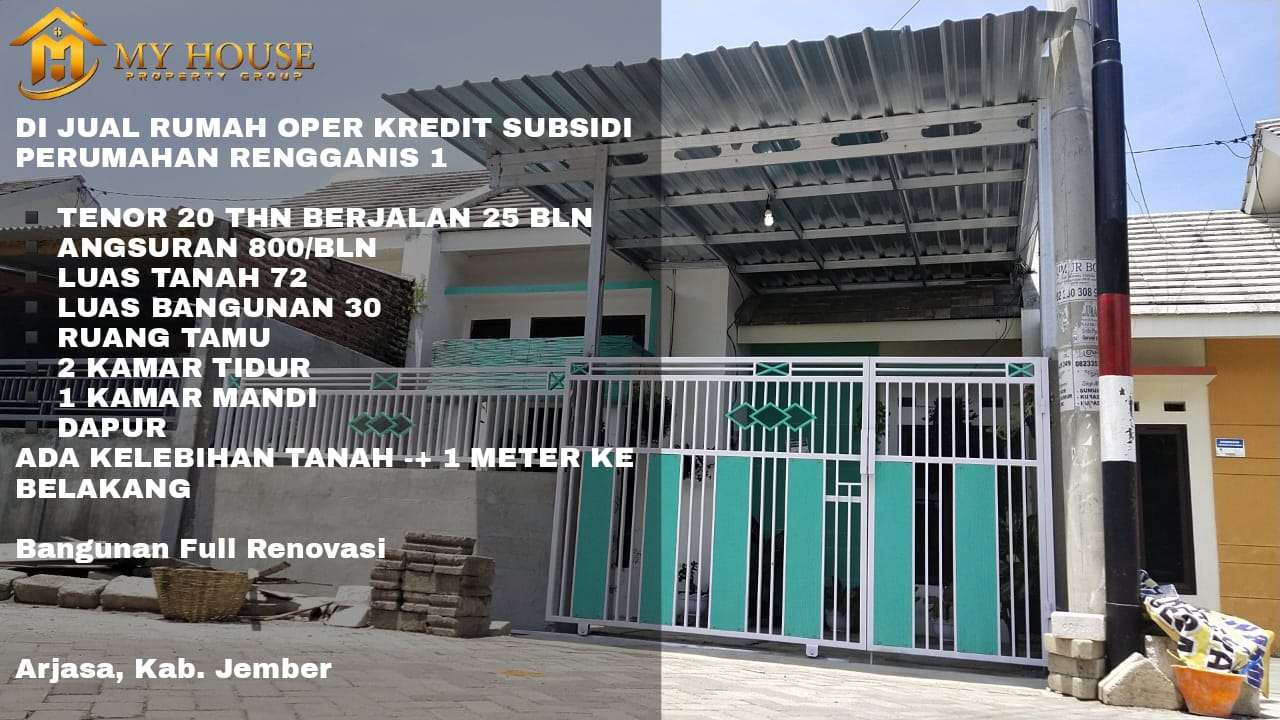 MY HOUSE
PROPERTY GROUP
DI JUAL RUMAH OPER KREDIT SUBSIDI
PERUMAHAN RENGGANIS 1
TENOR 20 THN BERJALAN 25 BLN
ANGSURAN 800/BLN
LUAS TANAH 72
LUAS BANGUNAN 30
RUANG TAMU
2 KAMAR TIDUR
1 KAMAR MANDI
DAPUR
ADA KELEBIHAN TANAH -+ 1 METER KE
BELAKANG
Bangunan Full Renovasi
Arjasa, Kab. Jember